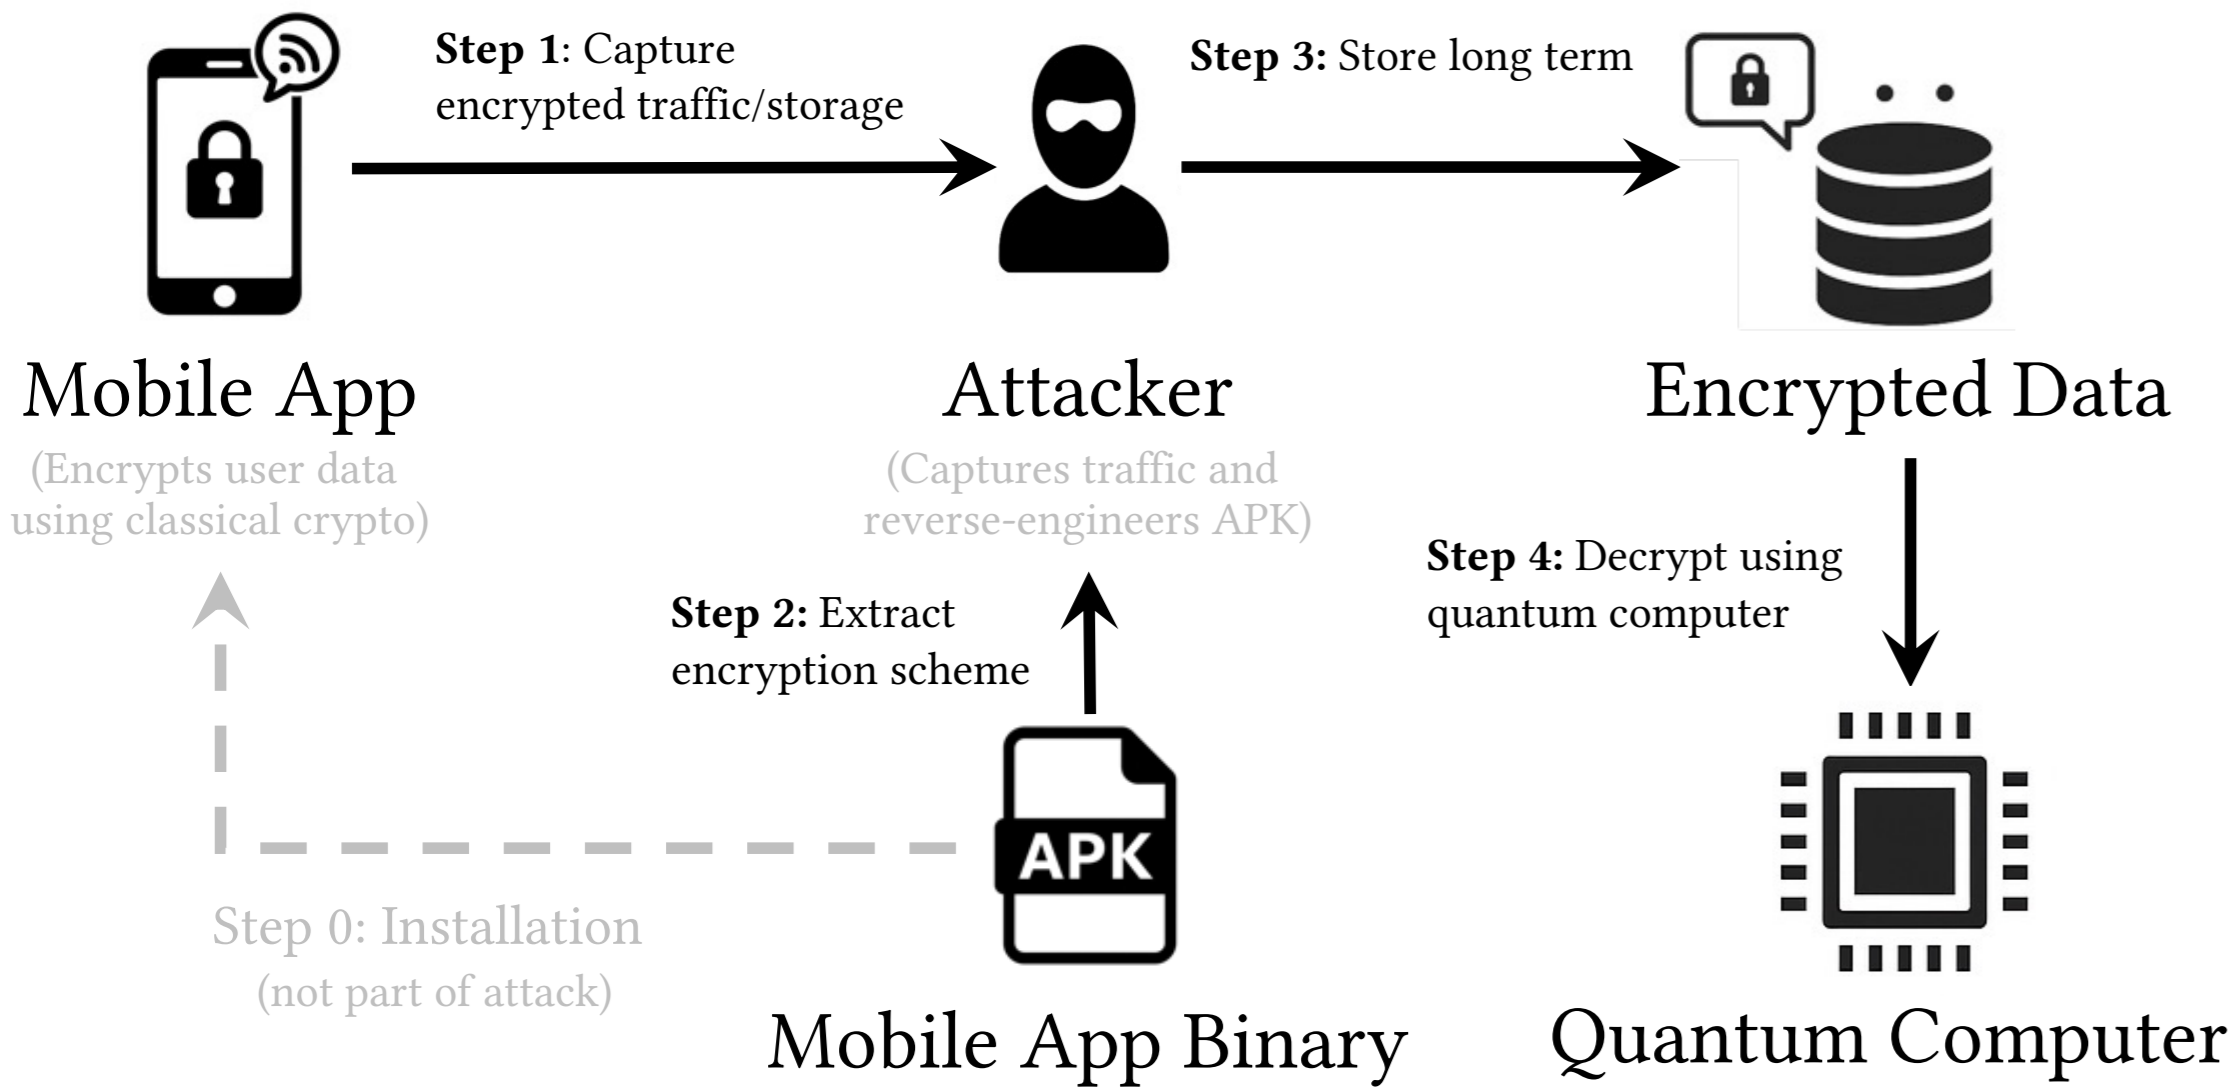 Step 1: Capture
encrypted traffic/storage
Step 3: Store long term
Mobile App
(Encrypts user data
using classical crypto)
Attacker
(Captures traffic and
reverse-engineers APK)
Encrypted Data
Step 2: Extract
encryption scheme
Step 4: Decrypt using
quantum computer
APK
Step 0: Installation
(not part of attack)
Mobile App Binary
Quantum Computer